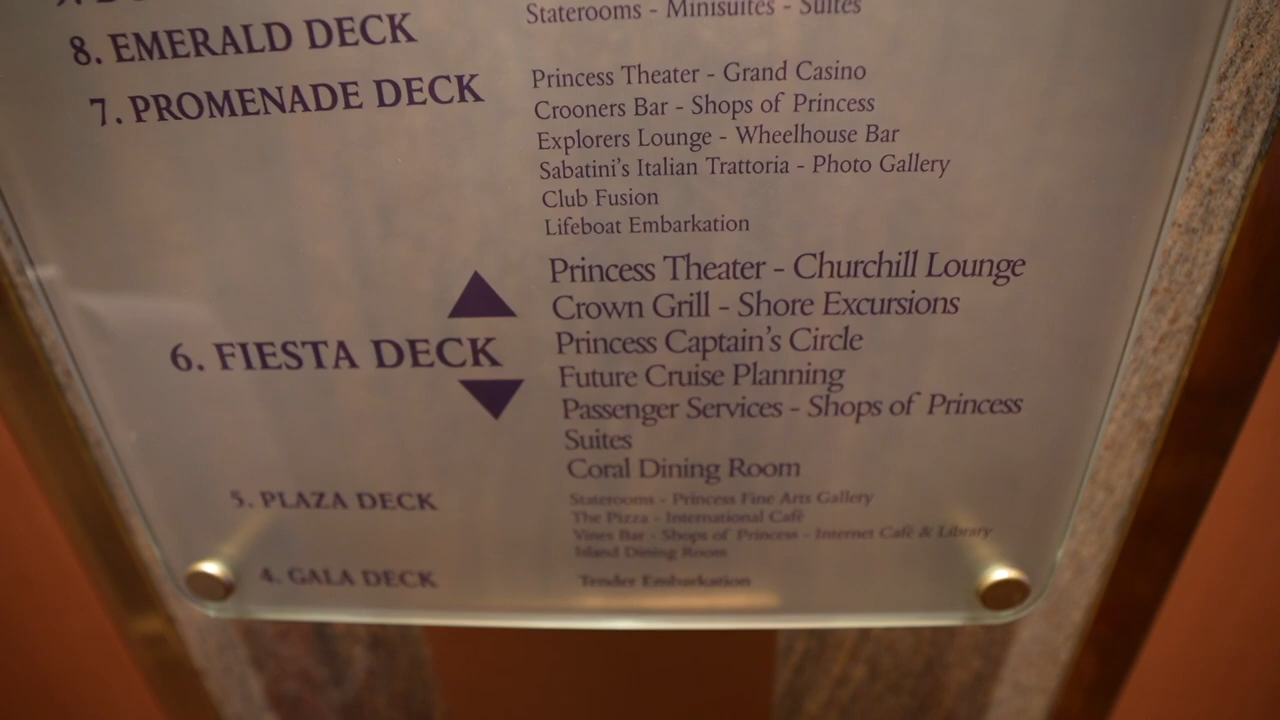 Staterooms - Minisuites - Suites
8. EMERALD DECK
7. PROMENADE DECK
Princess Theater - Grand Casino
Crooners Bar - Shops of Princess
Explorers Lounge - Wheelhouse Bar
Sabatini's Italian Trattoria - Photo Gallery
Club Fusion
Lifeboat Embarkation
6. FIESTA DECK
Princess Theater - Churchill Lounge
Crown Grill - Shore Excursions
Princess Captain's Circle
Future Cruise Planning
Passenger Services - Shops of Princess
Suites
Coral Dining Room
5. PLAZA DECK
Staterooms - Princess Fine Arts Gallery
The Pizza - International Cafè
Vines Bar - Shops of Princess - Internet Cafè & Library
Island Dining Room
4. GALA DECK
Tender Embarkation